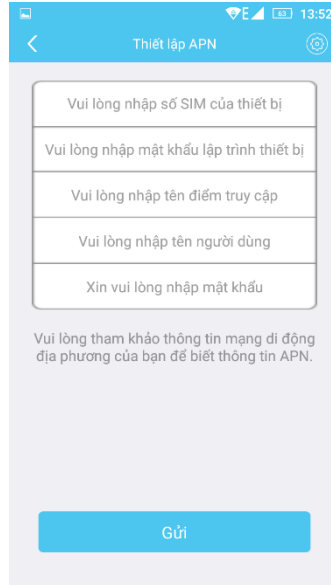 E 63 13:52
Thiết lập APN
Vui lòng nhập số SIM của thiết bị
Vui lòng nhập mật khẩu lập trình thiết bị
Vui lòng nhập tên điểm truy cập
Vui lòng nhập tên người dùng
Xin vui lòng nhập mật khẩu
Vui lòng tham khảo thông tin mạng di động
địa phương của bạn để biết thông tin APN.
Gửi